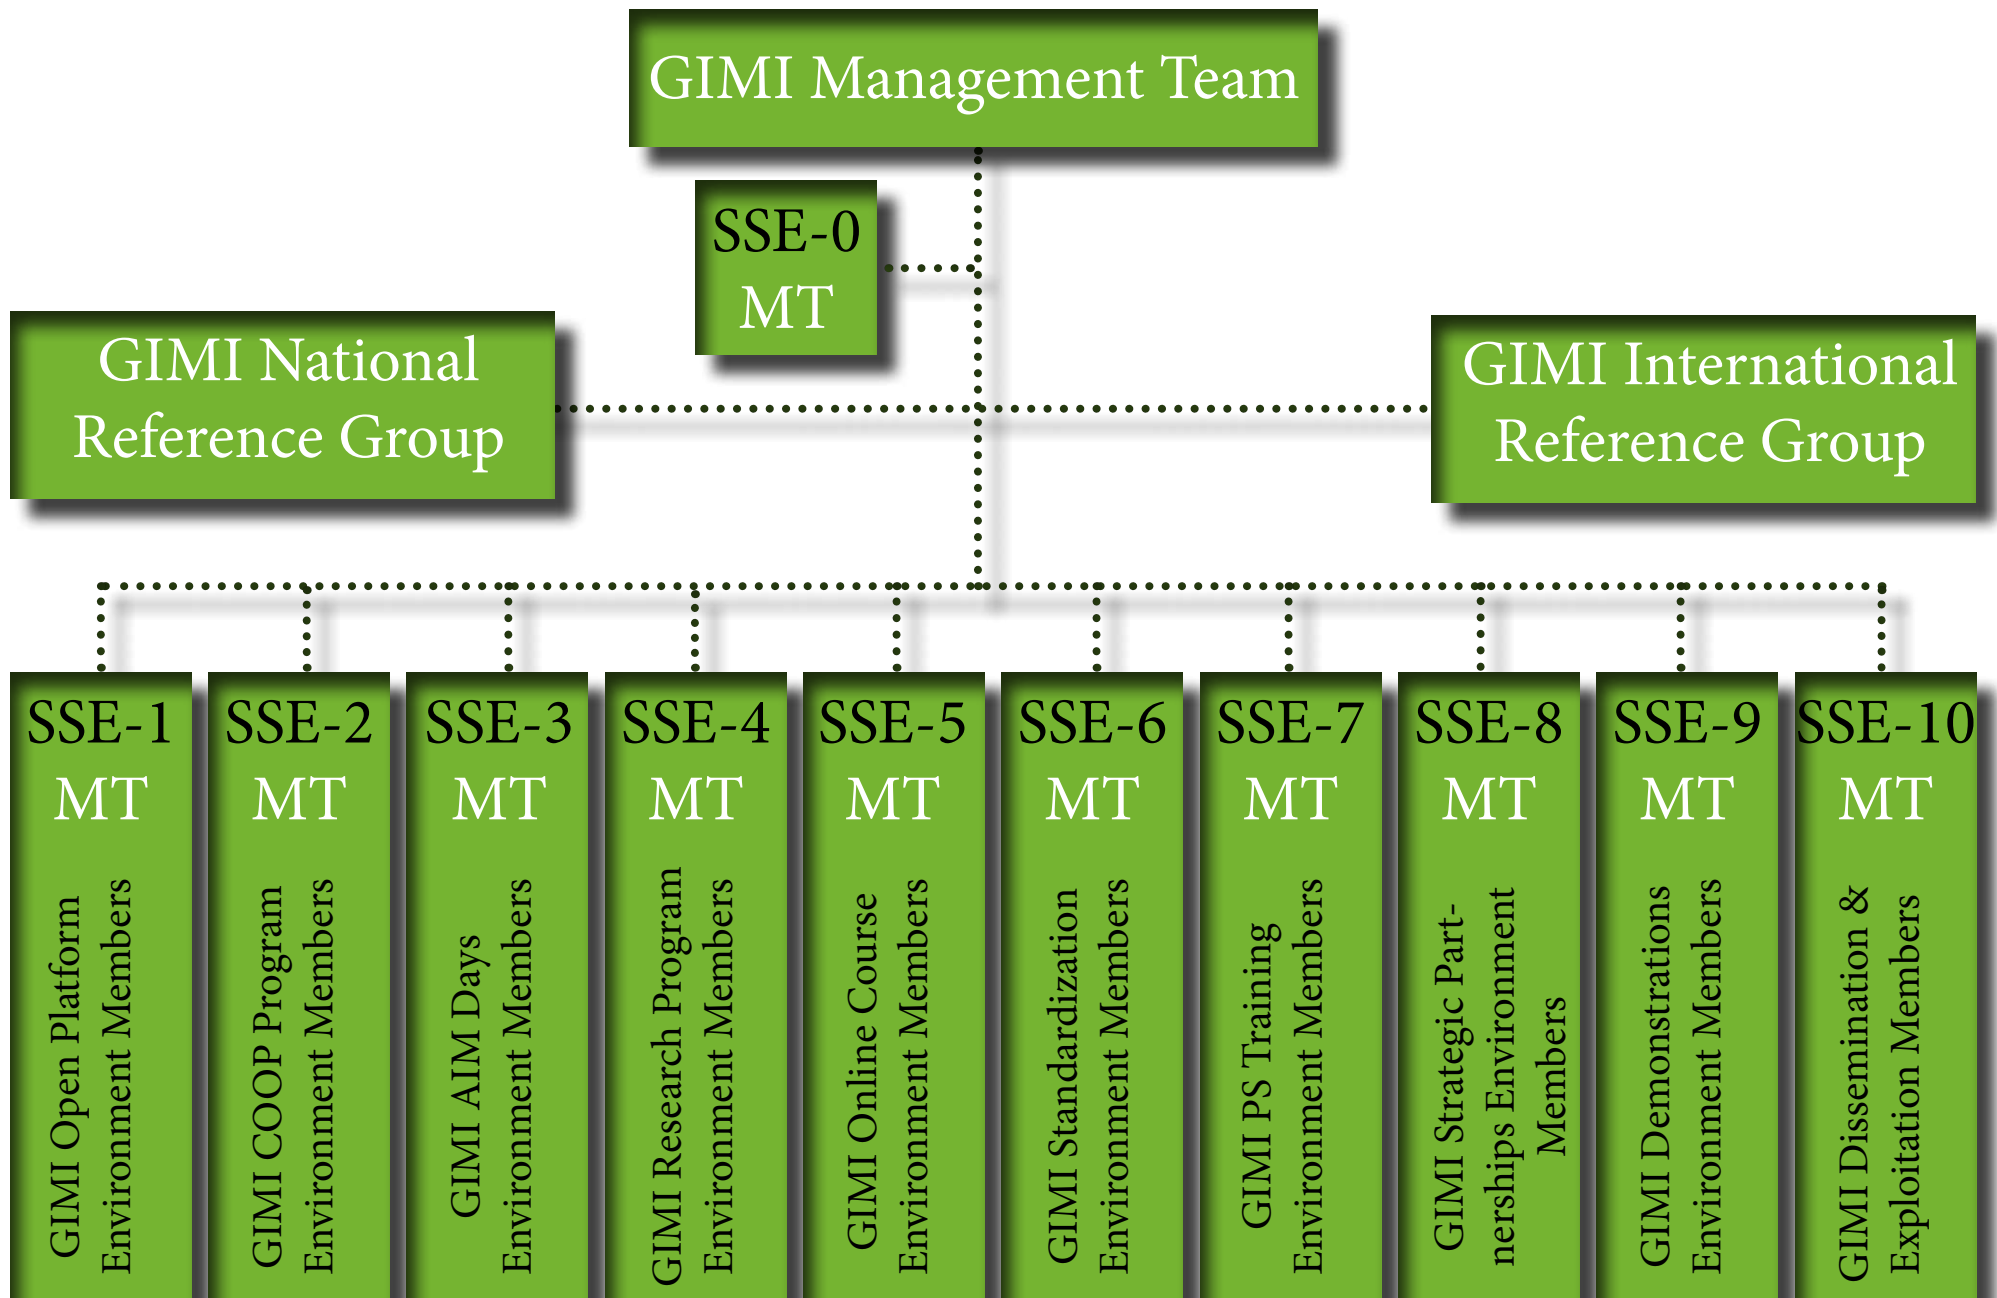 GIMI Management Team
SSE-0
MT
GIMI National
Reference Group
GIMI International
Reference Group
SSE-1
MT
GIMI Open Platform
Environment Members
SSE-2
MT
GIMI COOP Program
Environment Members
SSE-3
MT
GIMI AIM Days
Environment Members
SSE-4
MT
GIMI Research Program
Environment Members
SSE-5
MT
GIMI Online Course
Environment Members
SSE-6
MT
GIMI Standardization
Environment Members
SSE-7
MT
GIMI PS Training
Environment Members
SSE-8
MT
GIMI Strategic Part-
nerships Environment
Members
SSE-9
MT
GIMI Demonstrations
Environment Members
SSE-10
MT
GIMI Dissemination &
Exploitation Members